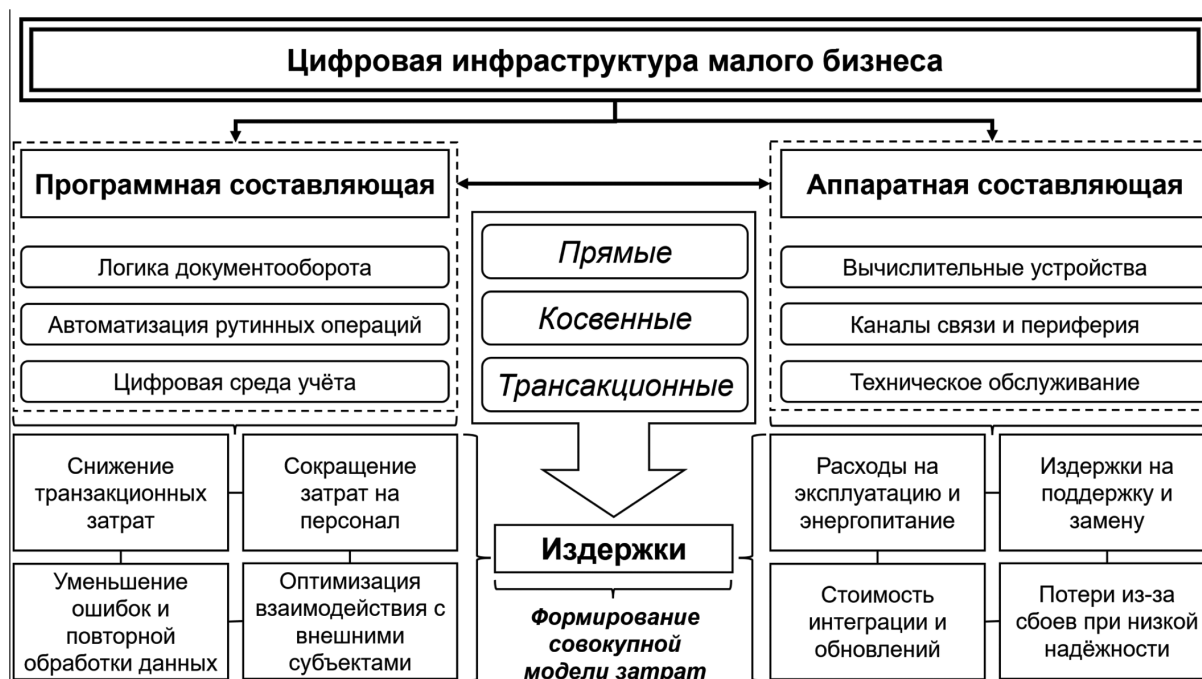 Цифровая инфраструктура малого бизнеса
Программная составляющая
Логика документооборота
Автоматизация рутинных операций
Цифровая среда учёта
Прямые
Косвенные
Трансакционные
Аппаратная составляющая
Вычислительные устройства
Каналы связи и периферия
Техническое обслуживание
Снижение
транзакционных
затрат
Сокращение
затрат на
персонал
Уменьшение
ошибок и
повторной
обработки данных
Оптимизация
взаимодействия с
внешними
субъектами
Издержки
Формирование
совокупной
модели затрат
Расходы на
эксплуатацию и
энергопитание
Издержки на
поддержку и
замену
Стоимость
интеграции и
обновлений
Потери из-за
сбоев при низкой
надёжности